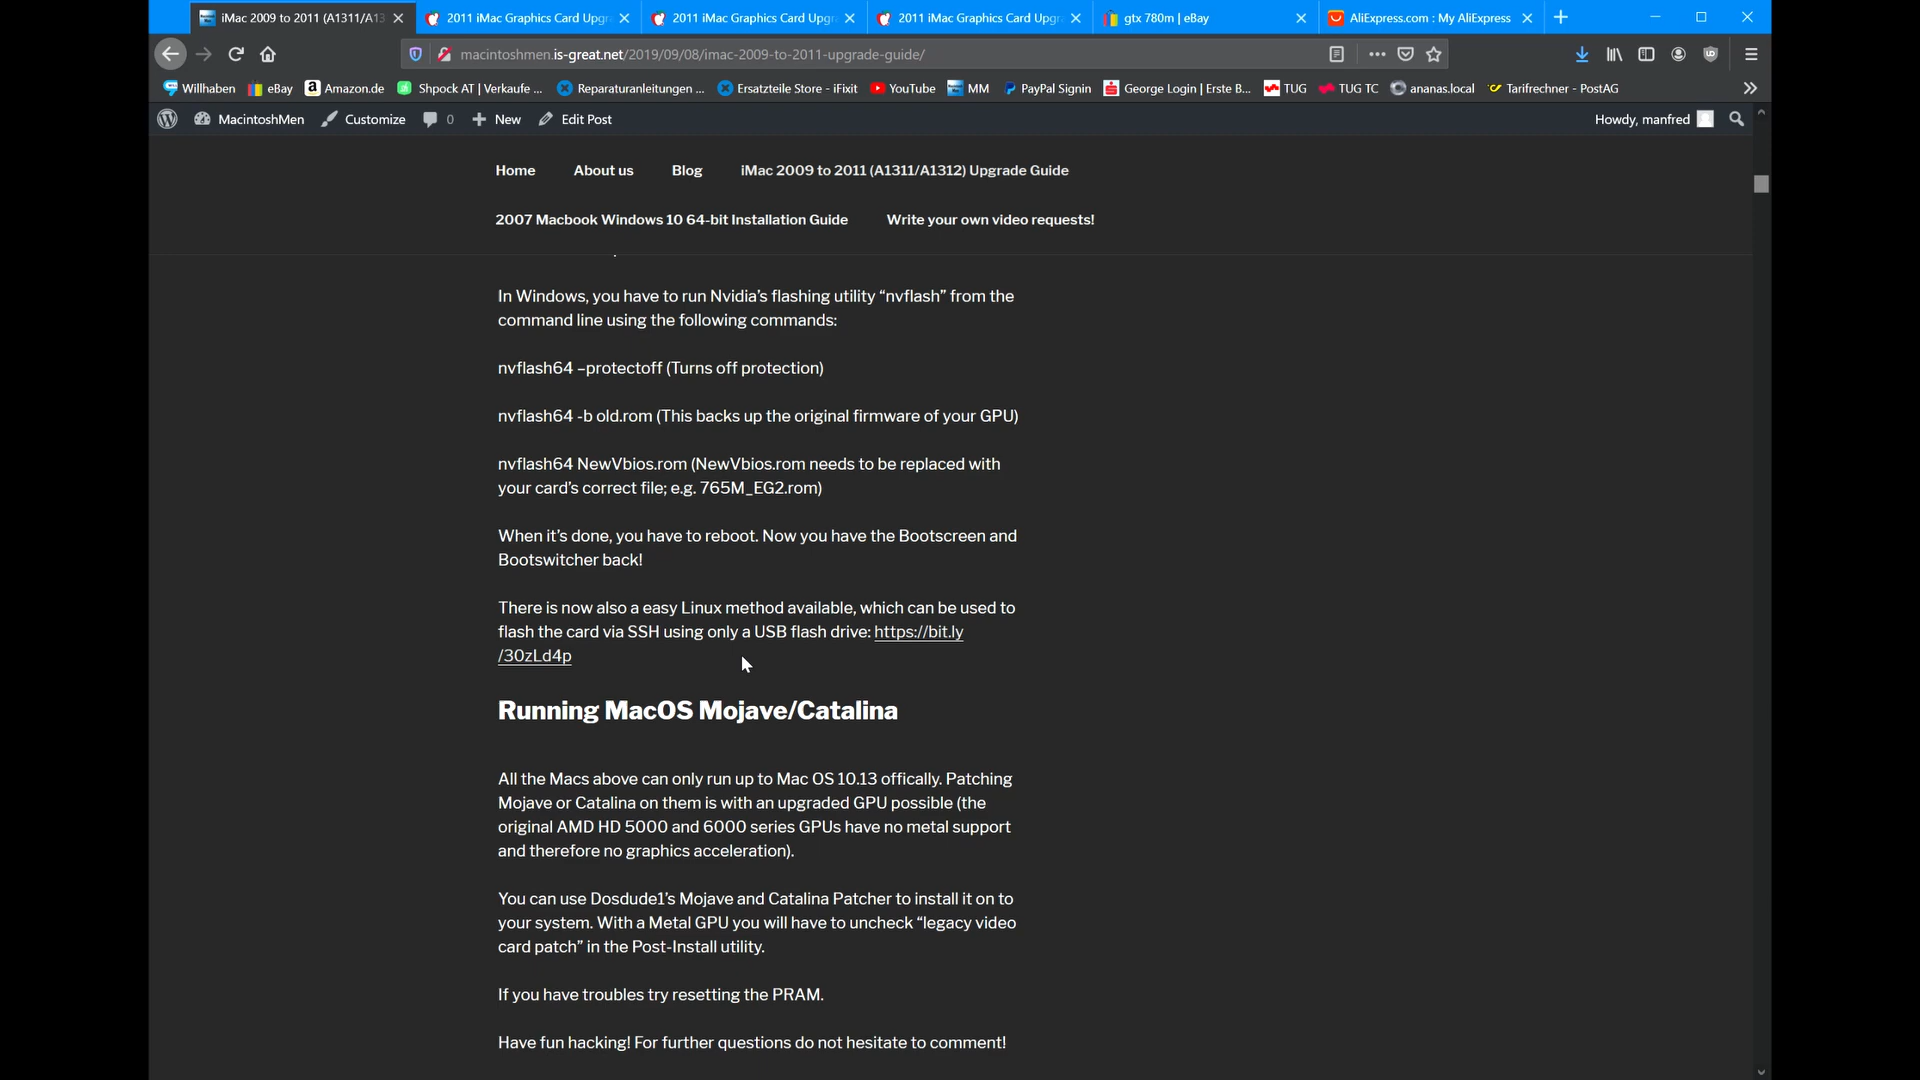 iMac 2009 to 2011 (A1311/A13
2011 iMac Graphics Card Upgr
2011 iMac Graphics Card Upgr
2011 iMac Graphics Card Upgr
gtx 780m | eBay
AliExpress.com : My AliExpress
macintoshmen.is-great.net/2019/09/08/imac-2009-to-2011-upgrade-guide/
Willhaben eBay Amazon.de Shpock AT | Verkaufe ... Reparaturanleitungen ... Ersatzteile Store - iFixit YouTube MM PayPal Signin George Login | Erste B... TUG TUG TC ananas.local Tarifrechner - PostAG
MacintoshMen Customize 0 New Edit Post Howdy, manfred
Home About us Blog iMac 2009 to 2011 (A1311/A1312) Upgrade Guide
2007 Macbook Windows 10 64-bit Installation Guide Write your own video requests!
In Windows, you have to run Nvidia’s flashing utility “nvflash” from the
command line using the following commands:
nvflash64 –protectoff (Turns off protection)
nvflash64 -b old.rom (This backs up the original firmware of your GPU)
nvflash64 NewVbios.rom (NewVbios.rom needs to be replaced with
your card’s correct file; e.g. 765M_EG2.rom)
When it’s done, you have to reboot. Now you have the Bootscreen and
Bootswitcher back!
There is now also a easy Linux method available, which can be used to
flash the card via SSH using only a USB flash drive: https://bit.ly
/30zLd4p
Running MacOS Mojave/Catalina
All the Macs above can only run up to Mac OS 10.13 offically. Patching
Mojave or Catalina on them is with an upgraded GPU possible (the
original AMD HD 5000 and 6000 series GPUs have no metal support
and therefore no graphics acceleration).
You can use Dosdude1’s Mojave and Catalina Patcher to install it on to
your system. With a Metal GPU you will have to uncheck “legacy video
card patch” in the Post-Install utility.
If you have troubles try resetting the PRAM.
Have fun hacking! For further questions do not hesitate to comment!